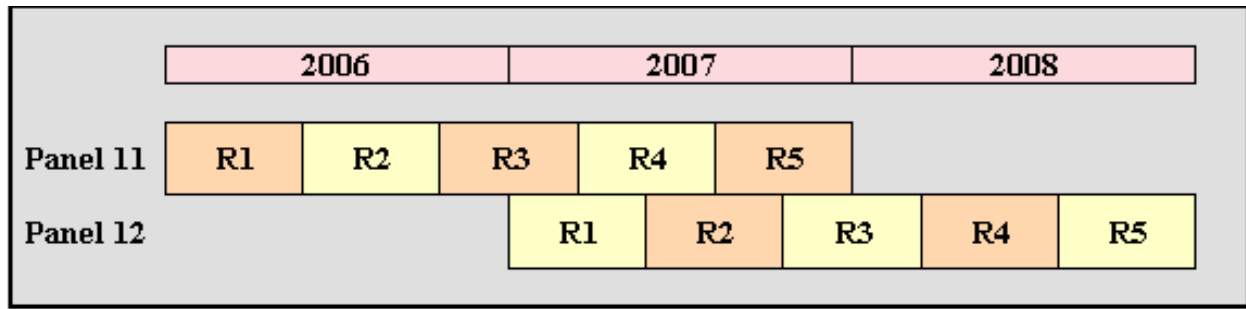 2006 2007 2008
Panel 11 R1 R2 R3 R4 R5
Panel 12 R1 R2 R3 R4 R5